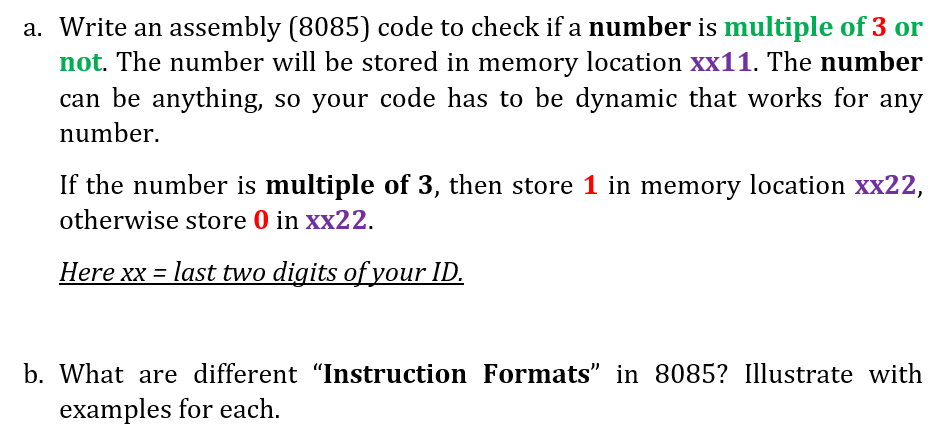 a. Write an assembly (8085) code to check if a number is multiple of 3 or
not. The number will be stored in memory location xx11. The number
can be anything, so your code has to be dynamic that works for any
number.
If the number is multiple of 3, then store 1 in memory location xx22,
otherwise store 0 in xx22.
Here xx = last two digits of your ID.
b. What are different “Instruction Formats” in 8085? Illustrate with
examples for each.